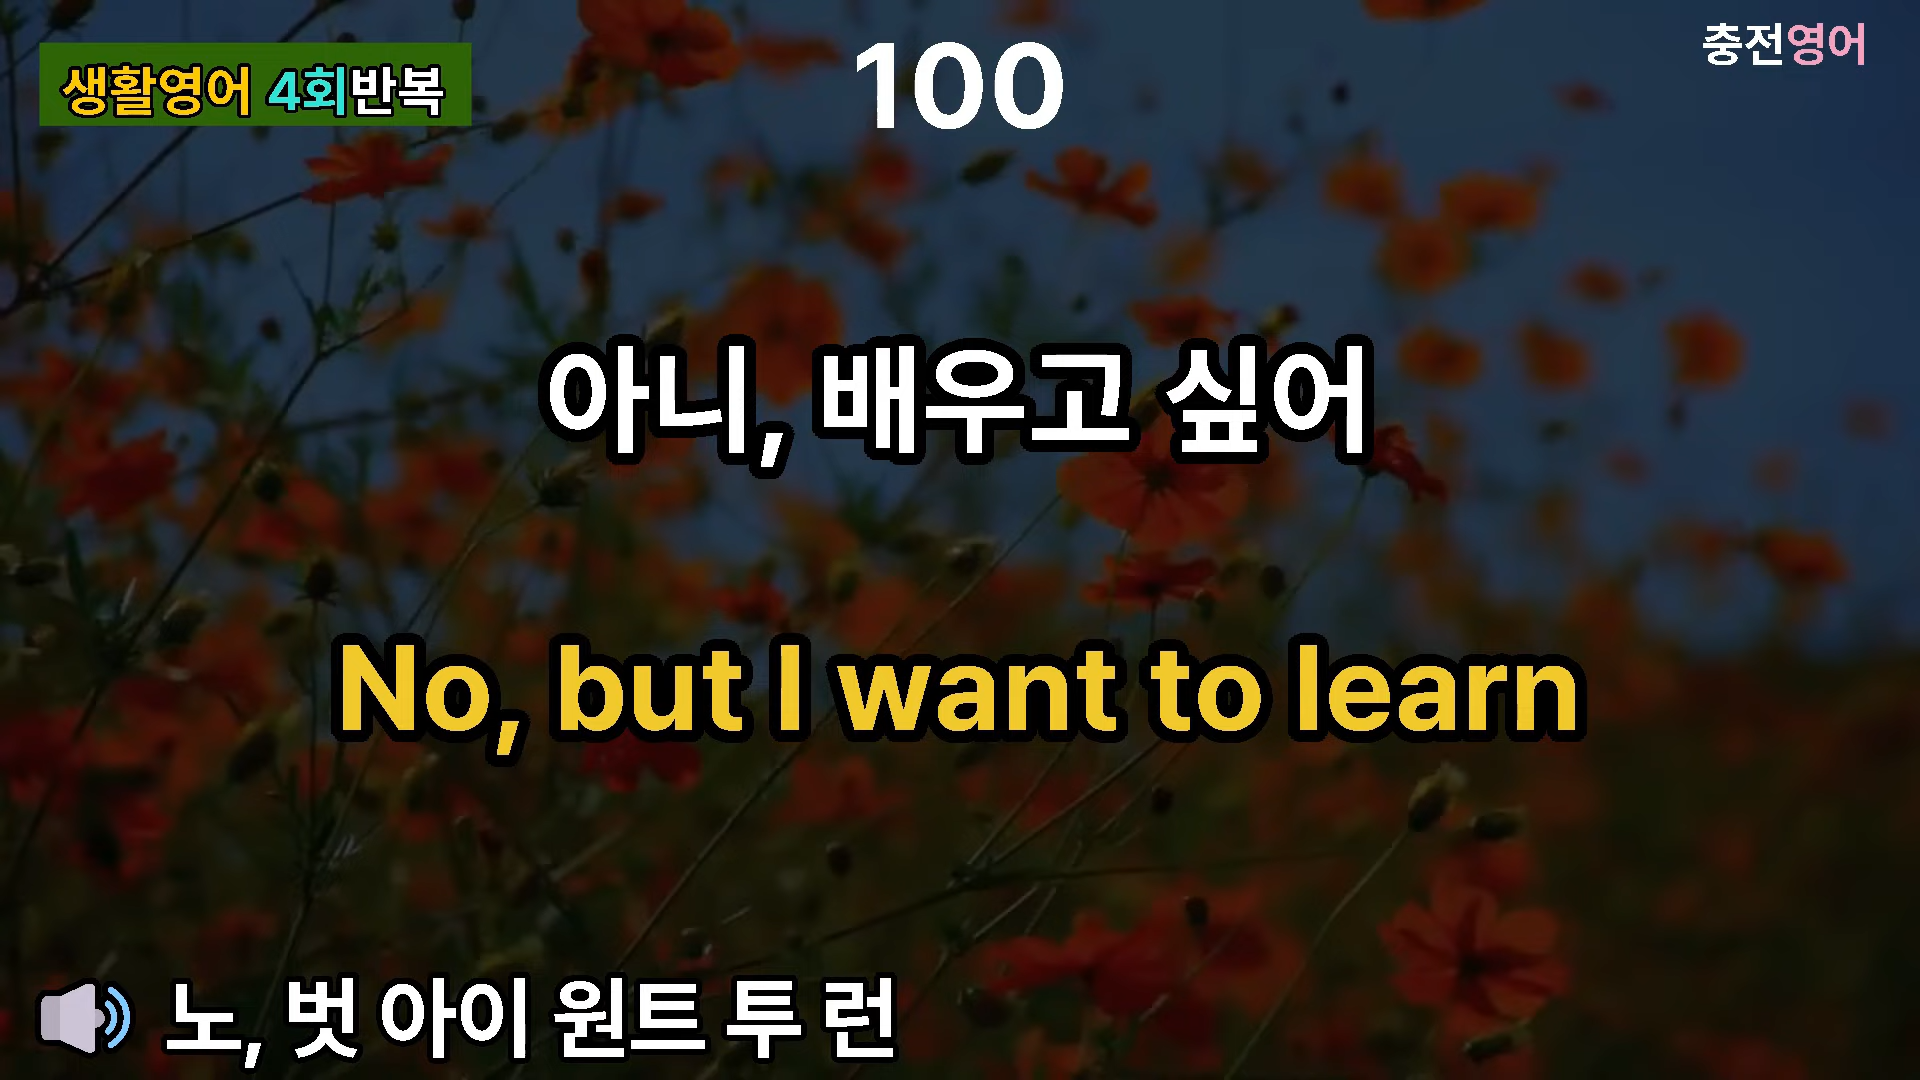 생활영어 4회반복
100
충전영어
아니, 배우고 싶어
No, but I want to learn
노, 벗 아이 원트 투 런